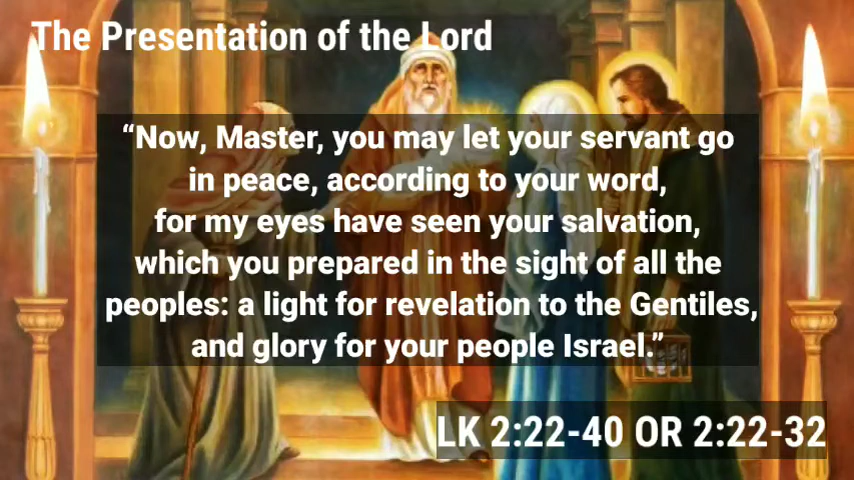 The Presentation of the Lord
“Now, Master, you may let your servant go
in peace, according to your word,
for my eyes have seen your salvation,
which you prepared in the sight of all the
peoples: a light for revelation to the Gentiles,
and glory for your people Israel.”
LK 2:22-40 OR 2:22-32